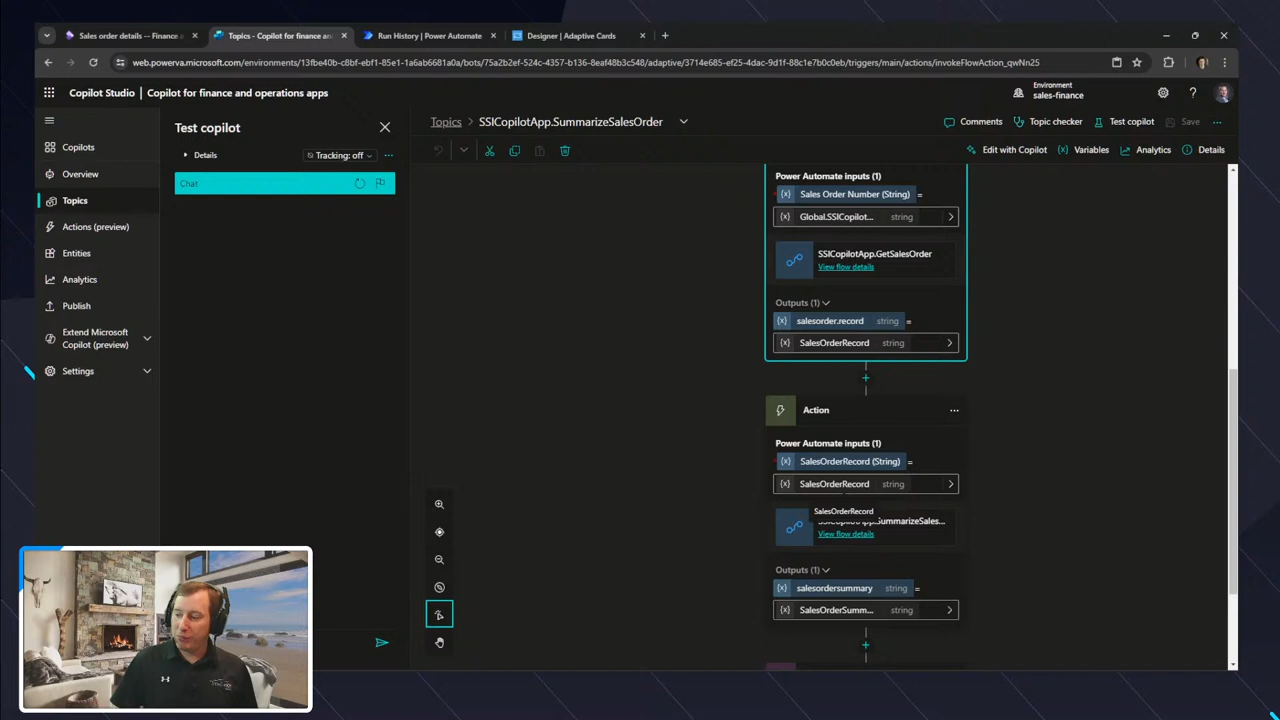 Sales order details -- Finance a
Topics - Copilot for finance and
Run History | Power Automate
Designer | Adaptive Cards
web.powerva.microsoft.com/environments/13fbe40b-c8bf-ebf1-85e1-1a6ab6681a0a/bots/75a2b2ef-524c-4357-b136-8eaf48b3c548/adaptive/3714e685-ef25-4dac-9d1f-88c1e7b0c0eb/triggers/main/actions/invokeFlowAction_qwNn25
Copilot Studio | Copilot for finance and operations apps
Environment
sales-finance
Copilots
Overview
Topics
Actions (preview)
Entities
Analytics
Publish
Extend Microsoft
Copilot (preview)
Settings
Test copilot
Details
Tracking: off
Chat
Topics > SSICopilotApp.SummarizeSalesOrder
Comments
Topic checker
Test copilot
Save
Edit with Copilot
Variables
Analytics
Details
Power Automate inputs (1)
{x} Sales Order Number (String) =
{x} Global.SSICopilot... string
SSICopilotApp.GetSalesOrder
View flow details
Outputs (1)
{x} salesorder.record string =
{x} SalesOrderRecord string
Action
Power Automate inputs (1)
{x} SalesOrderRecord (String) =
{x} SalesOrderRecord string
SalesOrderRecord
SSICopilotApp.SummarizeSales...
View flow details
Outputs (1)
{x} salesordersummary string =
{x} SalesOrderSumm... string